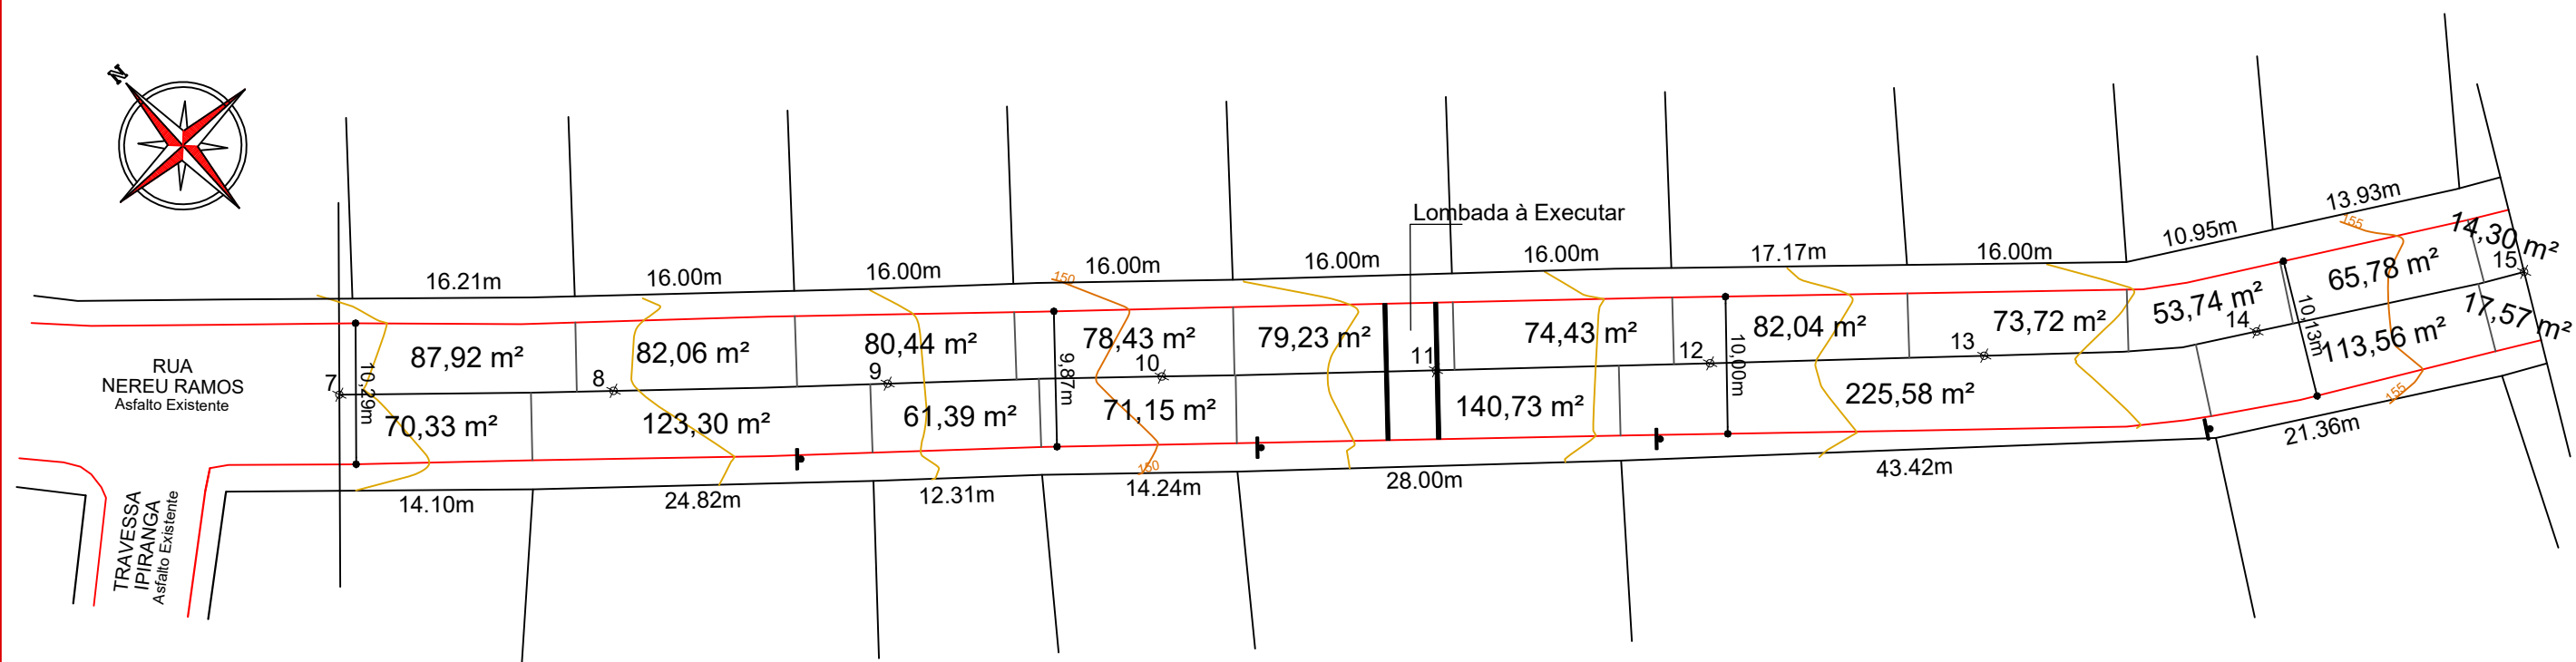 N
13.93m
155
10.95m
14,30 m²
Lombada à Executar
16.21m
16.00m
16.00m
150
16.00m
16.00m
16.00m
17.17m
16.00m
15
65,78 m²
53,74 m²
14
10,13m
17,57 m²
113,56 m²
155
87,92 m²
82,06 m²
80,44 m²
78,43 m²
79,23 m²
74,43 m²
82,04 m²
73,72 m²
RUA
NEREU RAMOS
Asfalto Existente
7
10,29m
8
9
9,87m
10
11
12
10,00m
13
70,33 m²
123,30 m²
61,39 m²
71,15 m²
140,73 m²
225,58 m²
150
14.10m
24.82m
12.31m
14.24m
28.00m
43.42m
21.36m
TRAVESSA
IPIRANGA
Asfalto Existente